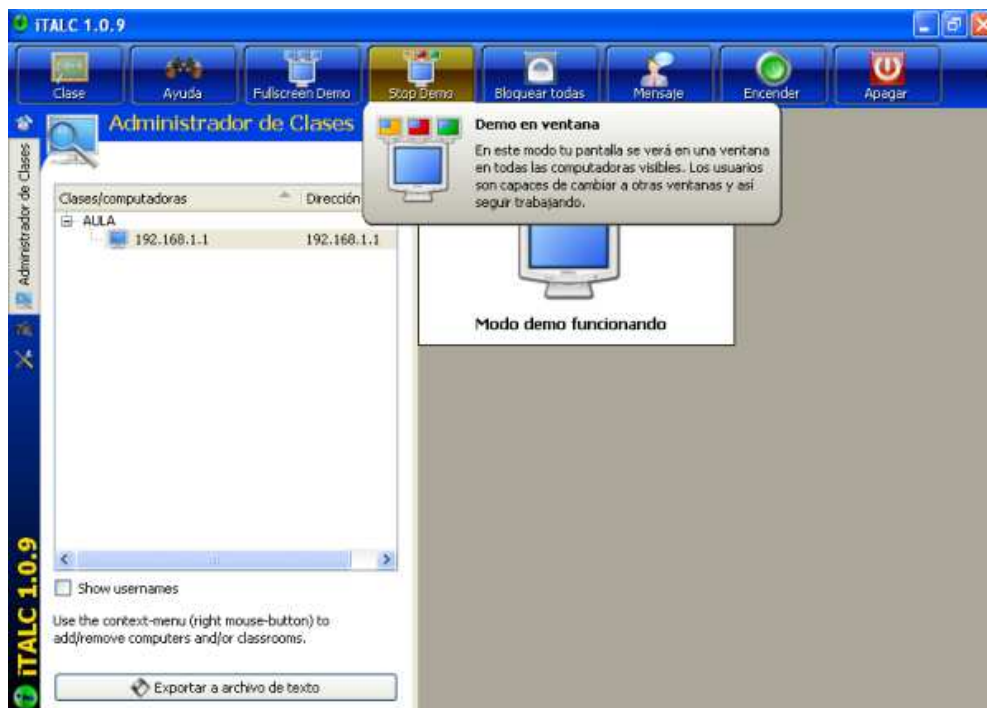 iTALC 1.0.9
Clase
Ayuda
Fullscreen Demo
Stop Demo
Bloquear todas
Mensaje
Encender
Apagar
Administrador de Clases
Administrador de Clases
Demo en ventana
En este modo tu pantalla se verá en una ventana
en todas las computadoras visibles. Los usuarios
son capaces de cambiar a otras ventanas y así
seguir trabajando.
Clases/computadoras
Dirección
AULA
192.168.1.1
192.168.1.1
Modo demo funcionando
Show usernames
Use the context-menu (right mouse-button) to
add/remove computers and/or classrooms.
Exportar a archivo de texto
iTALC 1.0.9